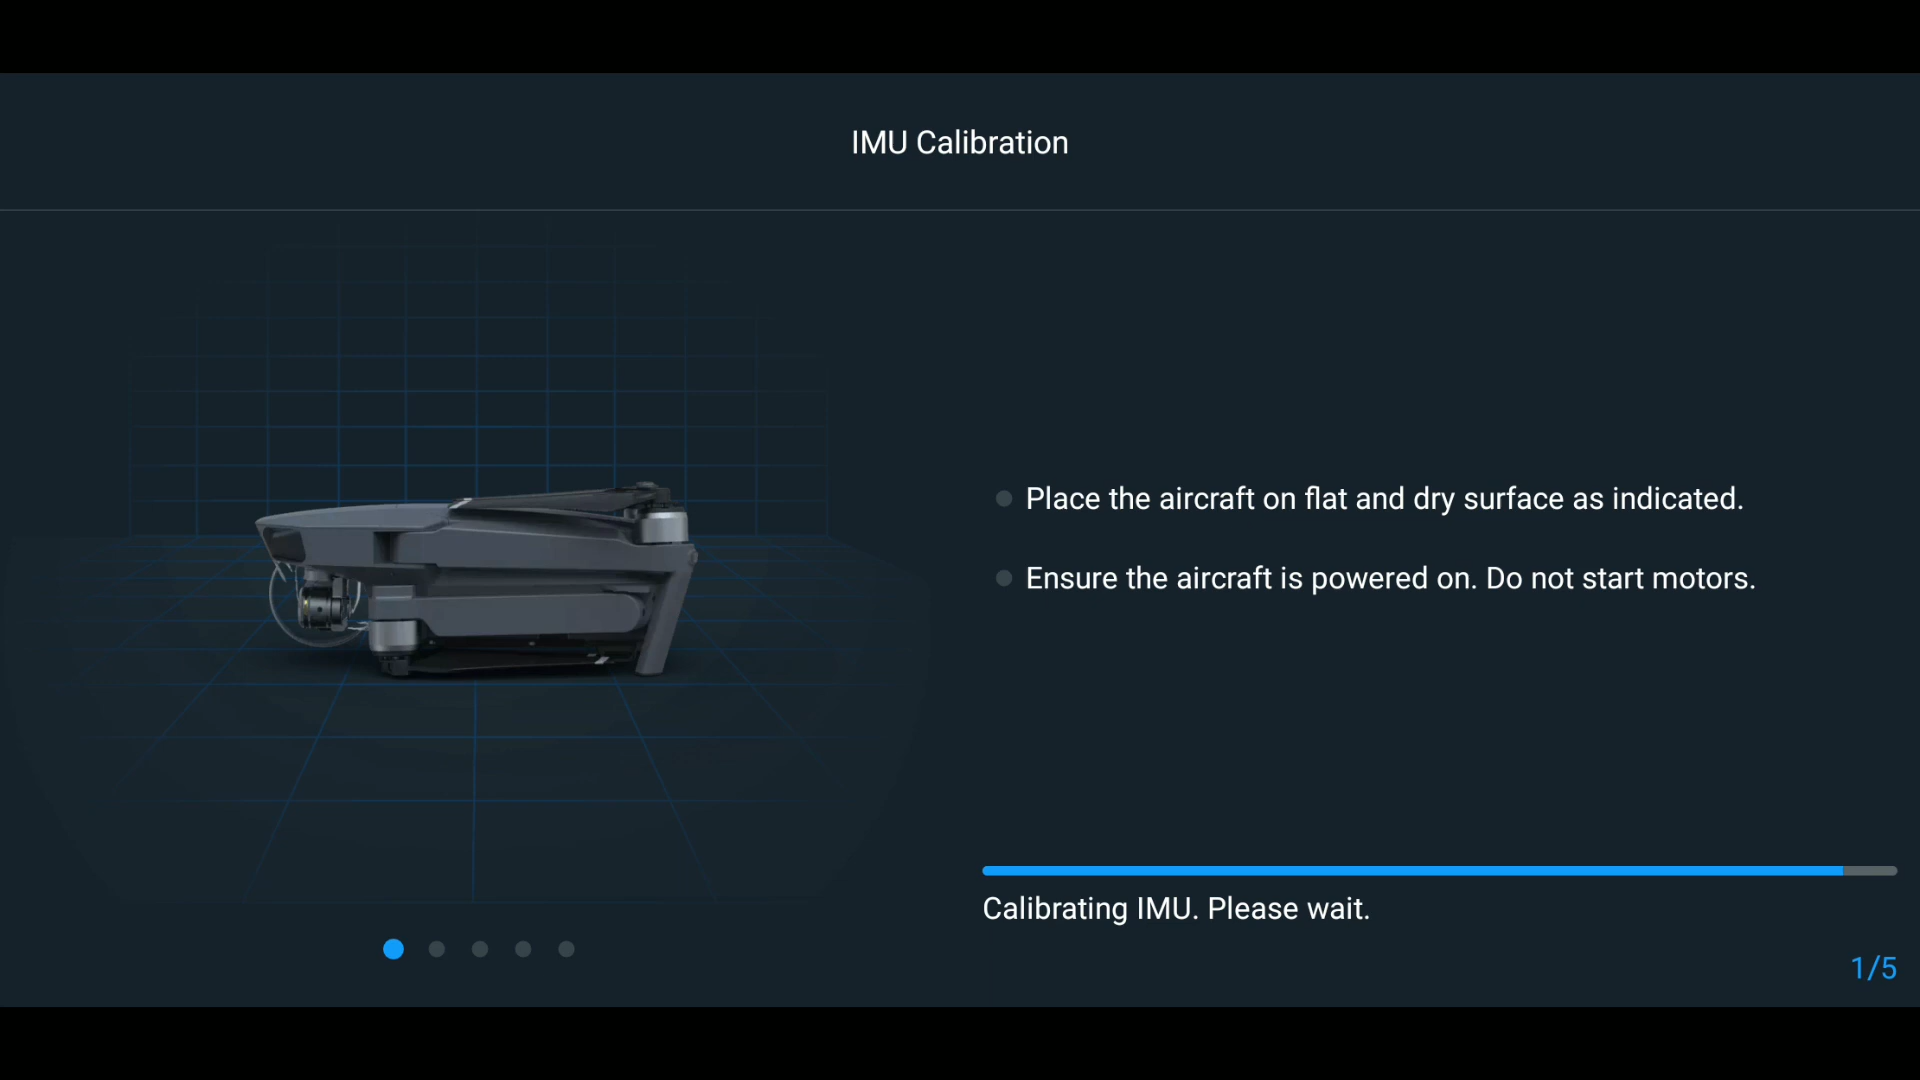 IMU Calibration
Place the aircraft on flat and dry surface as indicated.
Ensure the aircraft is powered on. Do not start motors.
Calibrating IMU. Please wait.
1/5